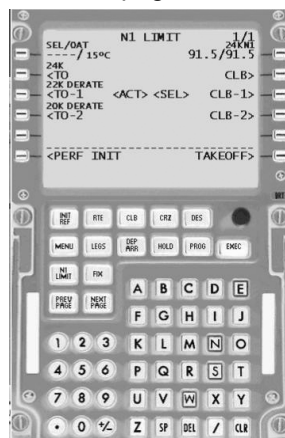 N1 LIMIT 1/1
SEL/OAT 24KN1
----/ 15ºC 91.5/91.5
24K
<TO CLB>
22K DERATE
<TO-1 <ACT> <SEL> CLB-1>
20K DERATE
<TO-2 CLB-2>
<PERF INIT TAKEOFF>
BRT
INIT REF RTE CLB CRZ DES
MENU LEGS DEP ARR HOLD PROG EXEC
N1 LIMIT FIX
PREV PAGE NEXT PAGE
A B C D E
F G H I J
1 2 3 K L M N O
4 5 6 P Q R S T
7 8 9 U V W X Y
. 0 +/- Z SP DEL / CLR